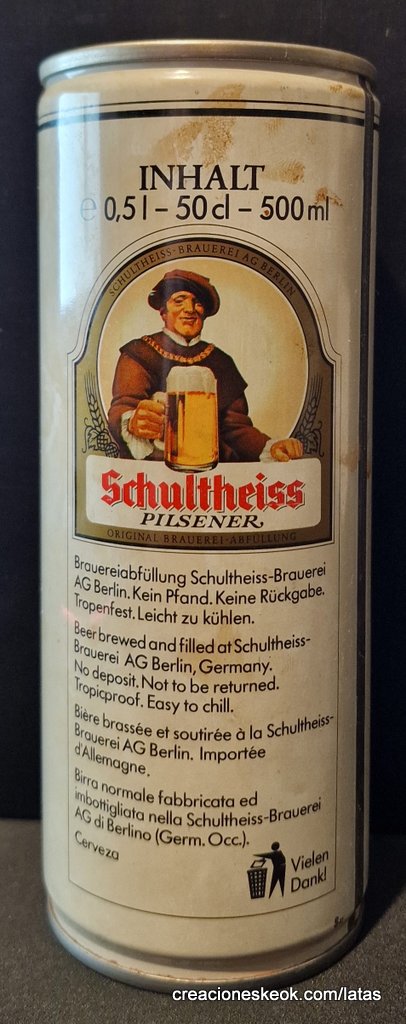 INHALT
e 0,5 l – 50 cl – 500 ml
SCHULTHEISS-BRAUEREI AG BERLIN
Schultheiss
PILSENER
ORIGINAL BRAUEREI-ABFÜLLUNG
Brauereiabfüllung Schultheiss-Brauerei
AG Berlin. Kein Pfand. Keine Rückgabe.
Tropenfest. Leicht zu kühlen.
Beer brewed and filled at Schultheiss-
Brauerei AG Berlin, Germany.
No deposit. Not to be returned.
Tropicproof. Easy to chill.
Bière brassée et soutirée à la Schultheiss-
Brauerei AG Berlin. Importée
d'Allemagne.
Birra normale fabbricata ed
imbottigliata nella Schultheiss-Brauerei
AG di Berlino (Germ. Occ.).
Cerveza
Vielen
Dank!
creacioneskeok.com/latas